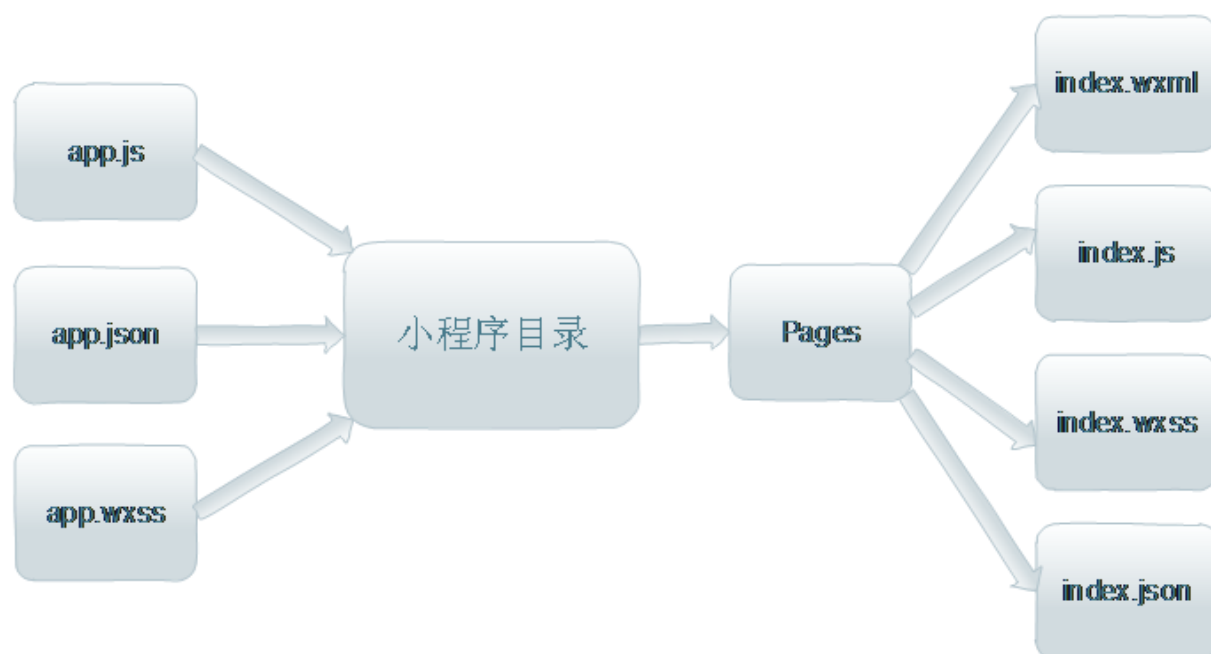 app.js
app.json
app.wxss
小程序目录
Pages
index.wxml
index.js
index.wxss
index.json